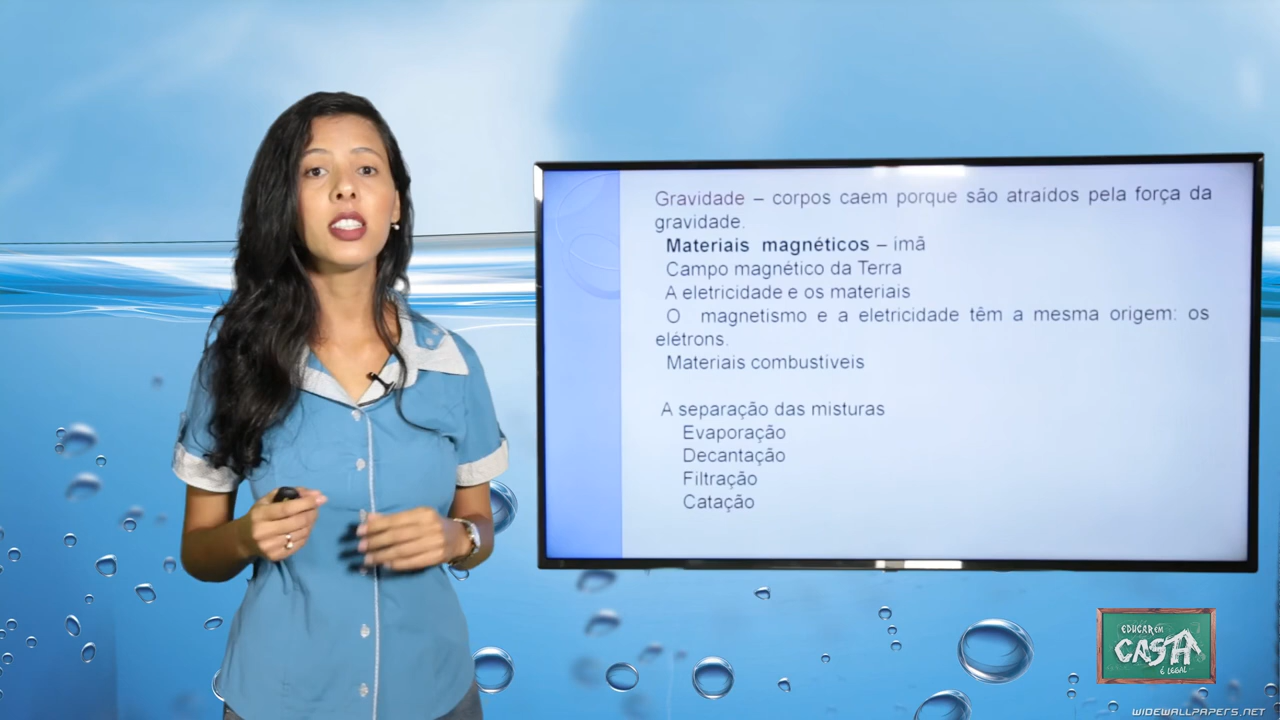 Gravidade – corpos caem porque são atraidos pela força da
gravidade.
Materiais magnéticos – imã
Campo magnético da Terra
A eletricidade e os materiais
O magnetismo e a eletricidade têm a mesma origem: os
elétrons.
Materiais combustiveis
A separação das misturas
Evaporação
Decantação
Filtração
Catação
EDUCAR EM
CASA
É LEGAL
WIDEWALLPAPERS.NET